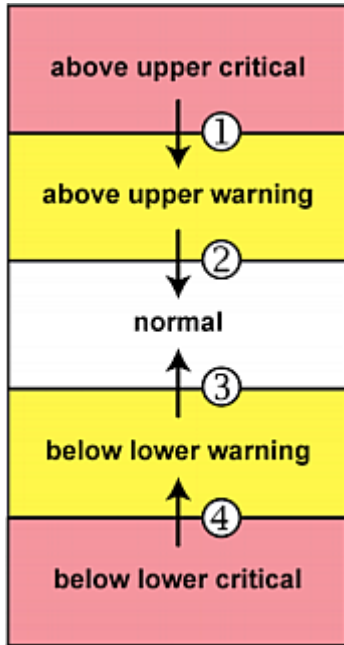 above upper critical
①
above upper warning
②
normal
③
below lower warning
④
below lower critical